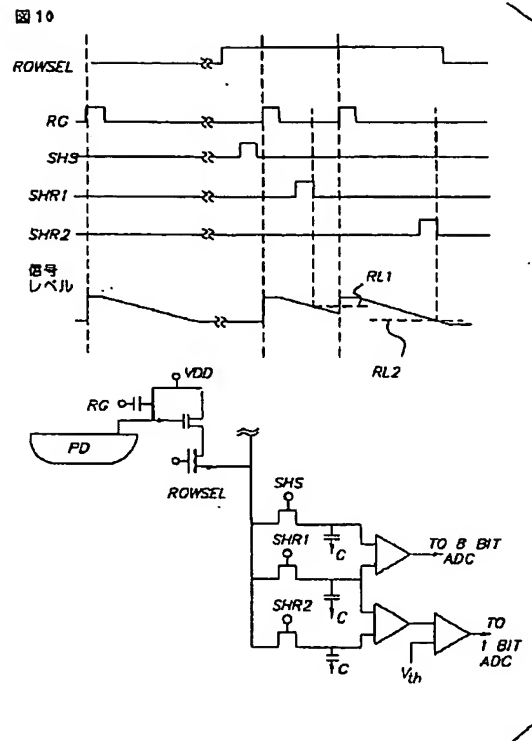 図10
ROWSEL
RG
SHS
SHR1
SHR2
信号
レベル
RL1
RL2
VDD
RG
PD
ROWSEL
SHS
C
TO 8 BIT
ADC
SHR1
C
SHR2
C
Vth
TO
1 BIT
ADC